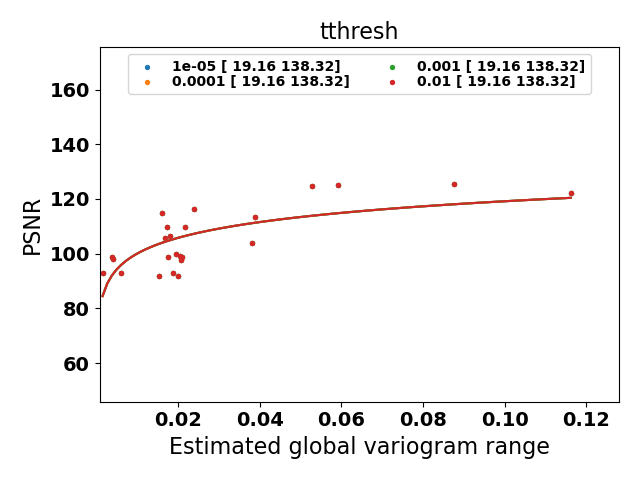 tthresh
1e-05 [ 19.16 138.32]
0.0001 [ 19.16 138.32]
0.001 [ 19.16 138.32]
0.01 [ 19.16 138.32]
160
140
120
100
80
60
PSNR
0.02 0.04 0.06 0.08 0.10 0.12
Estimated global variogram range